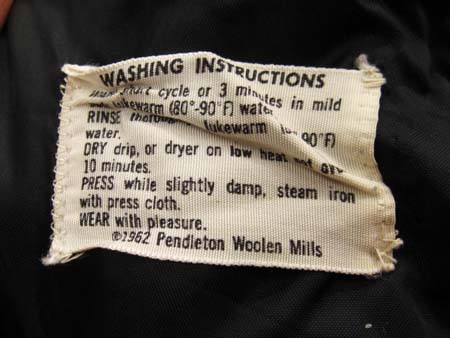 WASHING INSTRUCTIONS
cycle or 3 minutes in mild
lukewarm (80°-90°F) water
RINSE lukewarm 90°F)
water.
DRY drip, or dryer on low heat
10 minutes.
PRESS while slightly damp, steam iron
with press cloth.
WEAR with pleasure.
©1962 Pendleton Woolen Mills